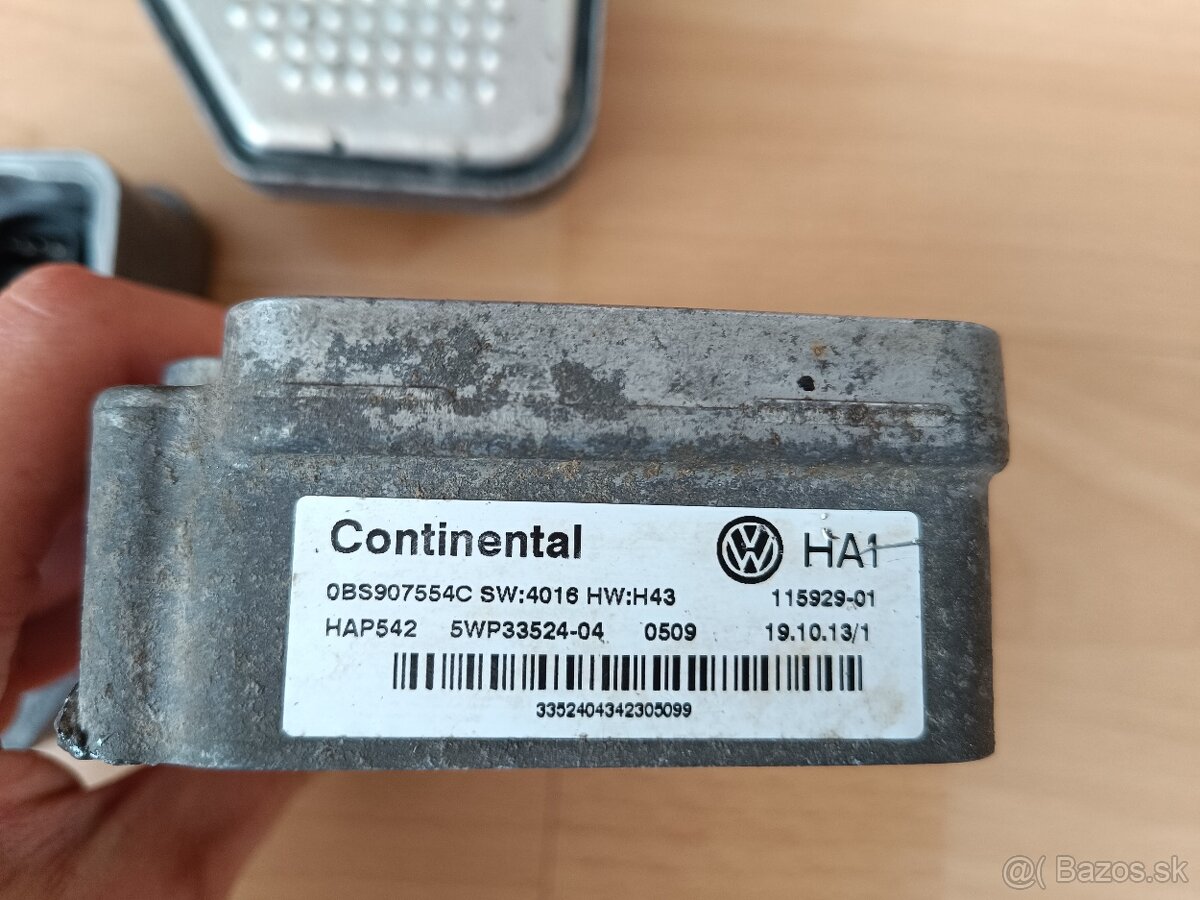 Continental
HA1
0BS907554C SW:4016 HW:H43 115929-01
HAP542 5WP33524-04 0509 19.10.13/1
3352404342305099
@( Bazos.sk